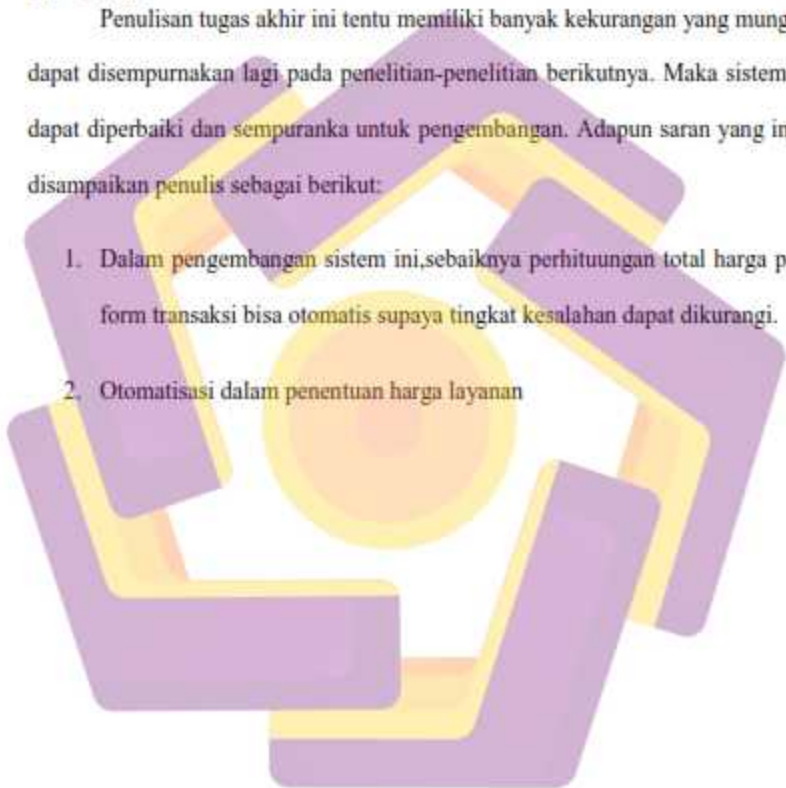 Penulisan tugas akhir ini tentu memiliki banyak kekurangan yang
dapat disempurnakan lagi pada penelitian-penelitian berikutnya. Maka sistem
dapat diperbaiki dan sempuranka untuk pengembangan. Adapun saran yang
disampaikan penulis sebagai berikut:
1. Dalam pengembangan sistem ini,sebaiknya perhituungan total harga
form transaksi bisa otomatis supaya tingkat kesalahan dapat dikurangi.
2. Otomatisasi dalam penentuan harga layanan